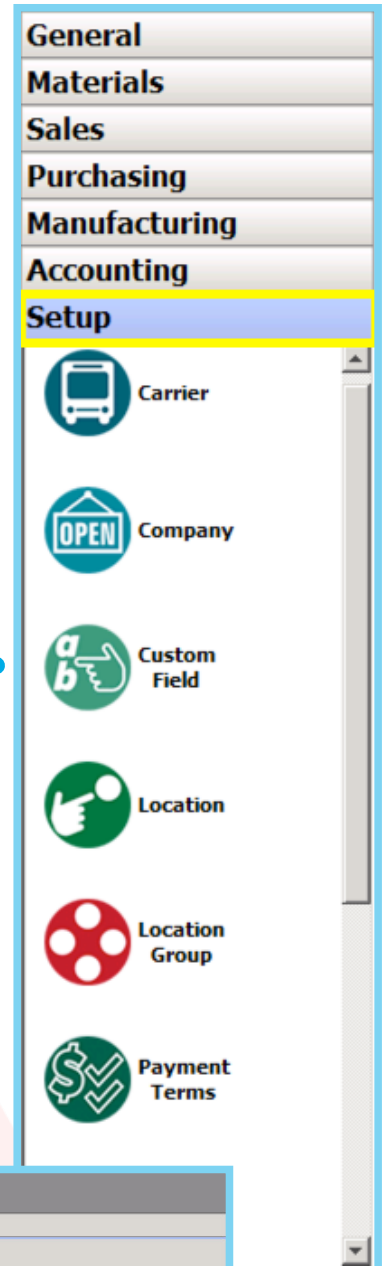 General
Materials
Sales
Purchasing
Manufacturing
Accounting
Setup
Carrier
OPEN
Company
a
b
Custom
Field
Location
Location
Group
$
Payment
Terms